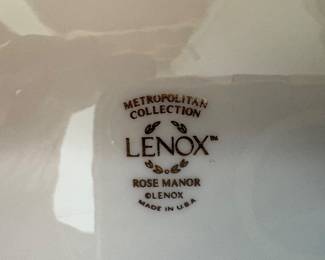 METROPOLITAN
COLLECTION
LENOX™
ROSE MANOR
©LENOX
MADE IN U.S.A